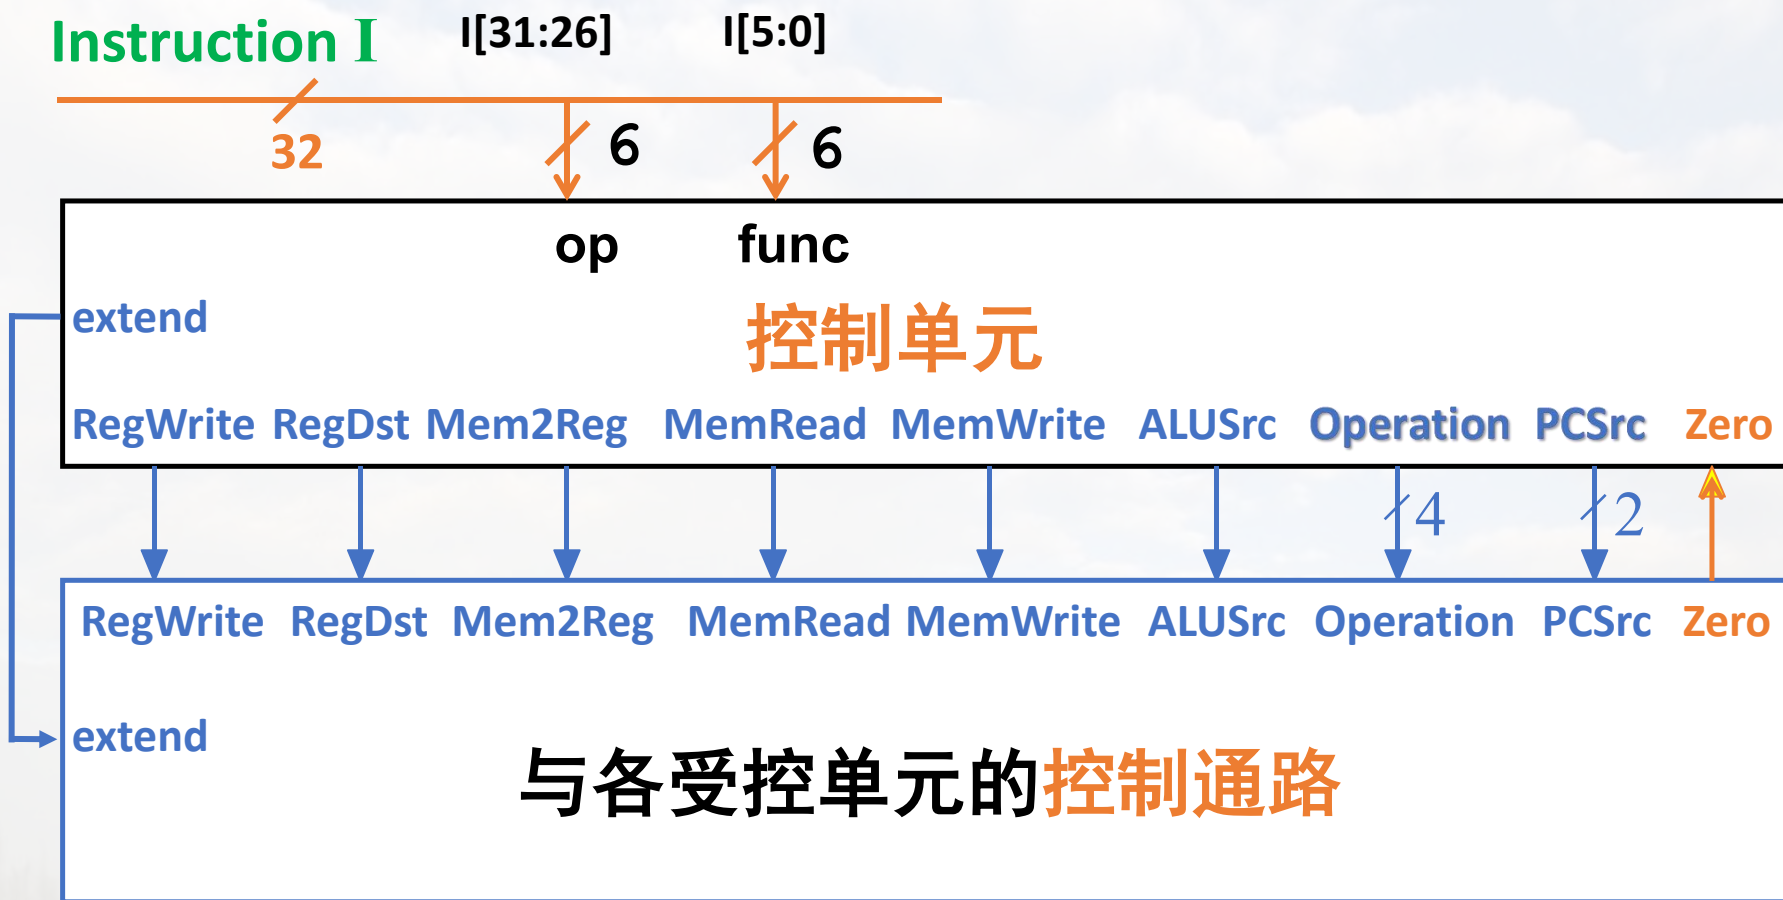 Instruction I I[31:26] I[5:0]
32 6 6
op func
extend
控制单元
RegWrite RegDst Mem2Reg MemRead MemWrite ALUSrc Operation PCSrc Zero
4 2
RegWrite RegDst Mem2Reg MemRead MemWrite ALUSrc Operation PCSrc Zero
extend
与各受控单元的控制通路